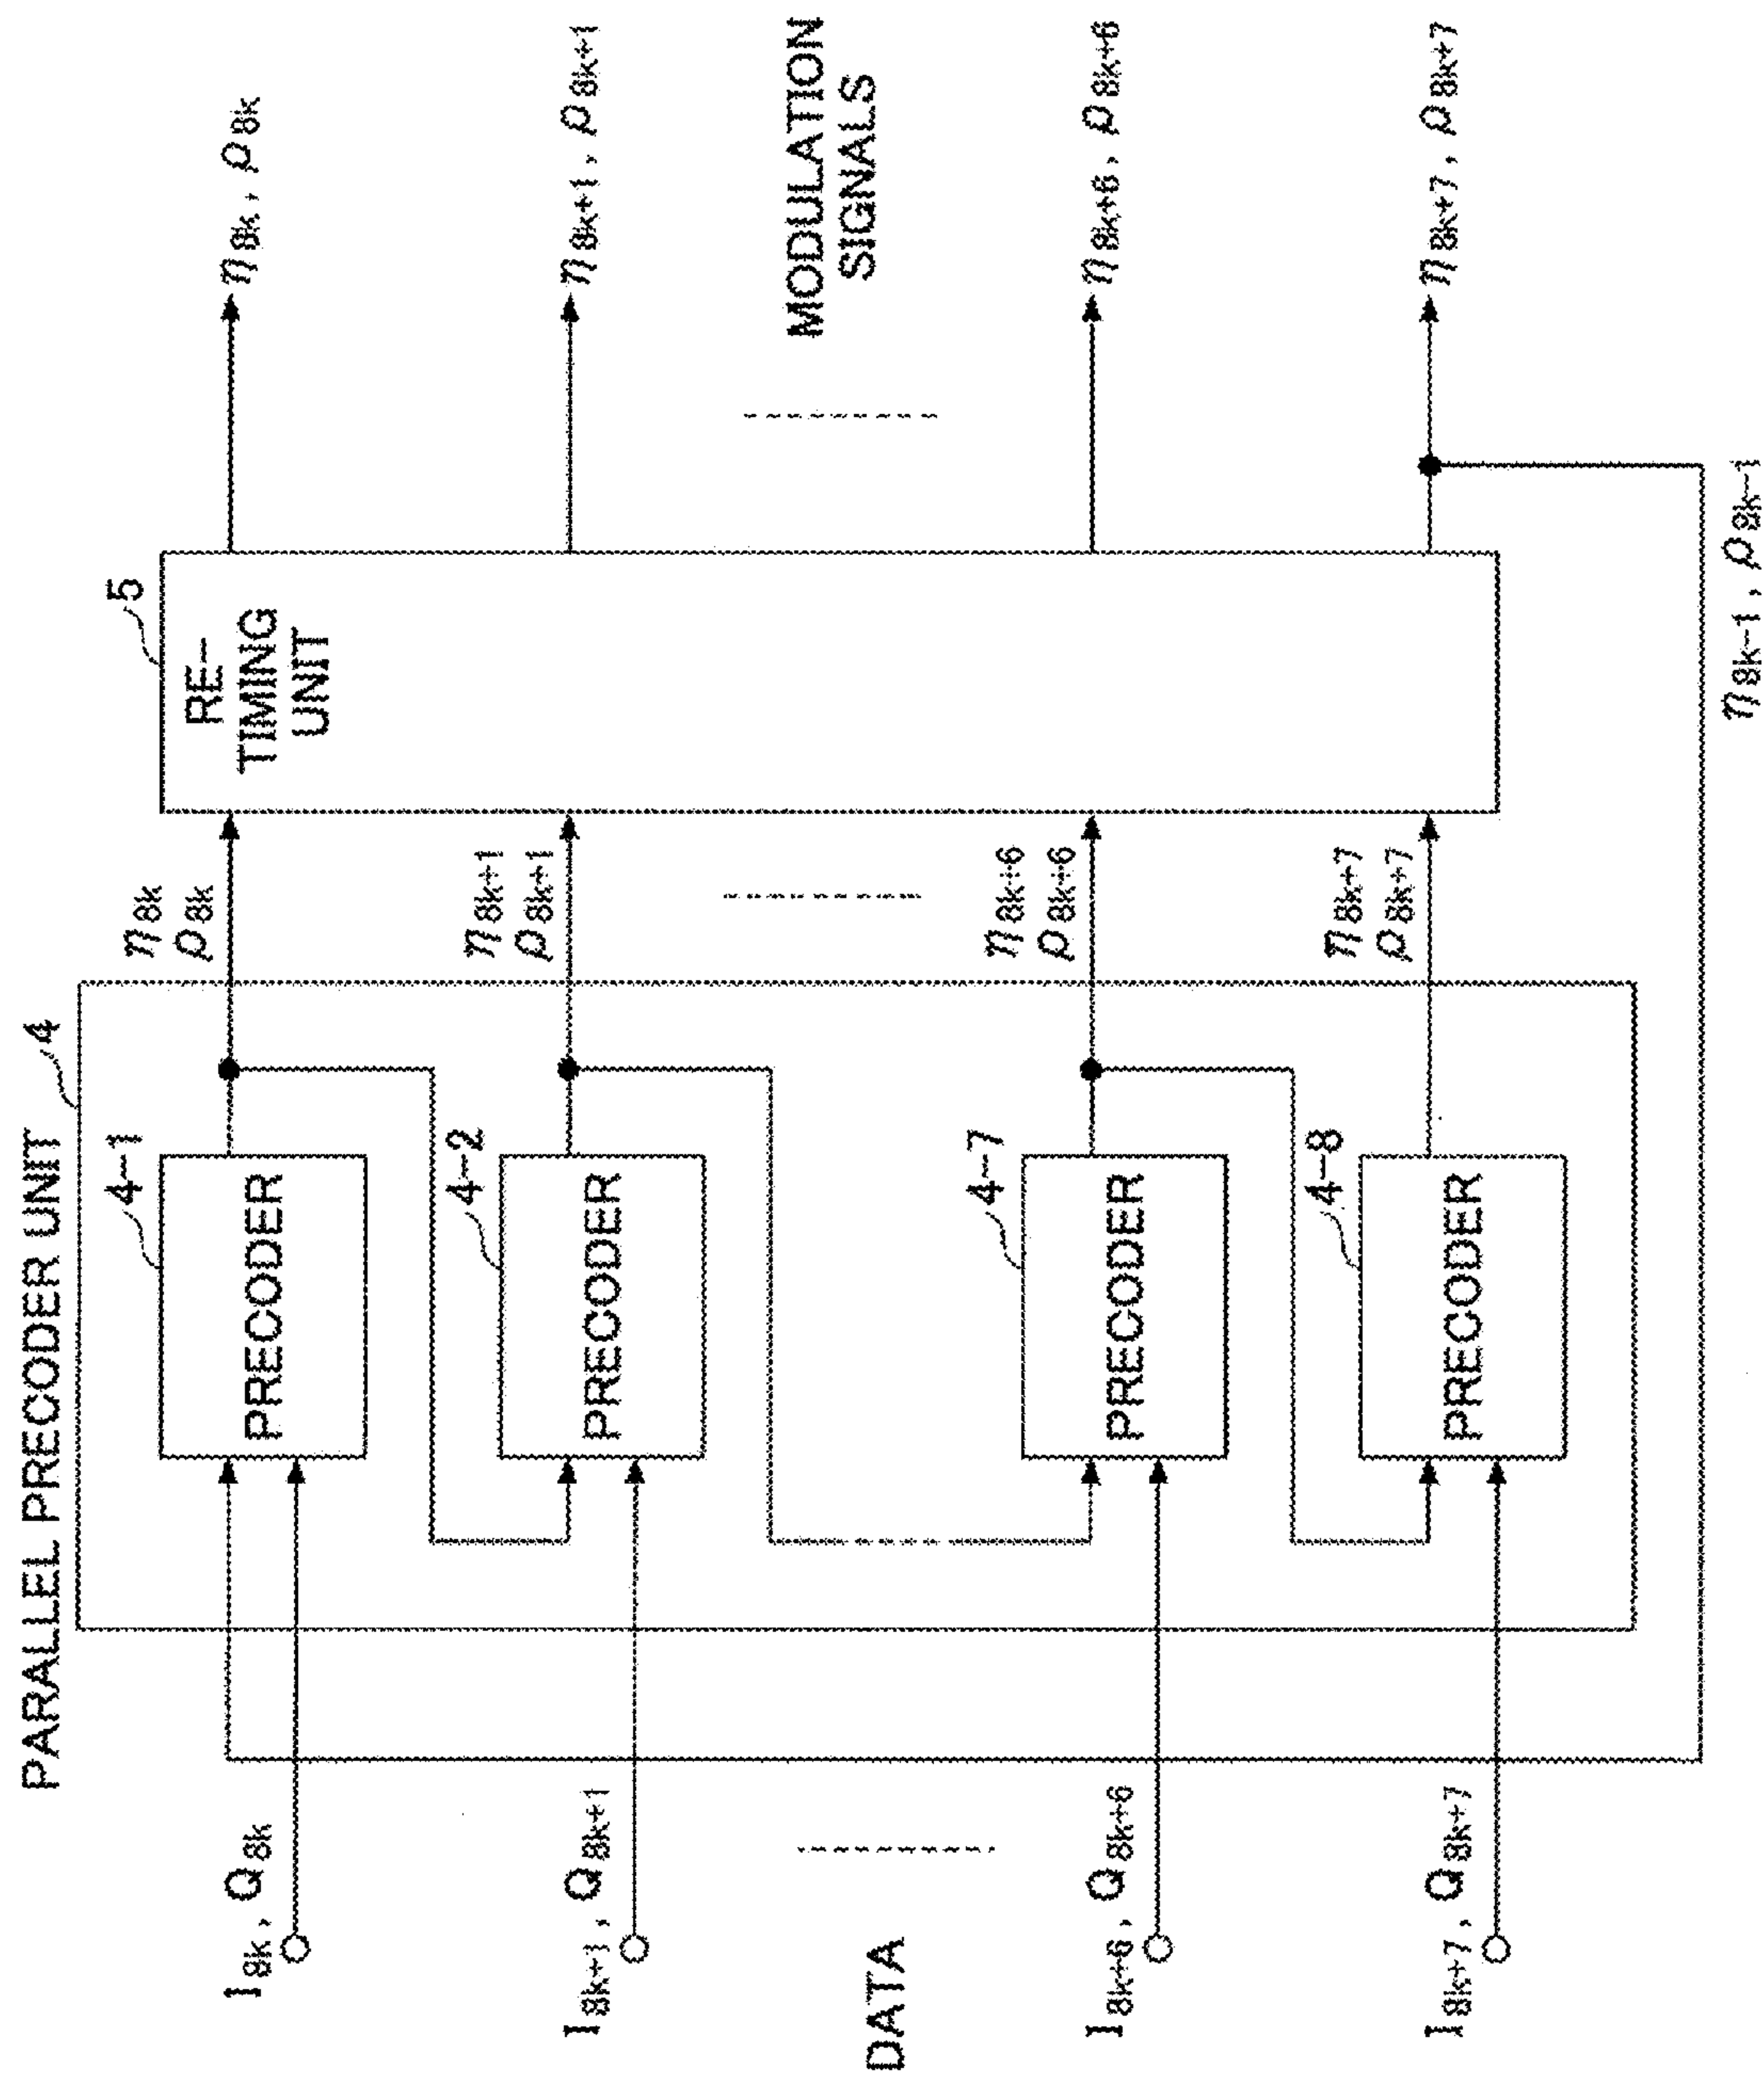 PARALLEL PRECODER UNIT
4
DATA
I8k, Q8k
I8k+1, Q8k+1
I8k+6, Q8k+6
I8k+7, Q8k+7
4-1
PRECODER
4-2
PRECODER
4-7
PRECODER
4-8
PRECODER
η8k
ρ8k
η8k+1
ρ8k+1
η8k+6
ρ8k+6
η8k+7
ρ8k+7
5
RE-
TIMING
UNIT
η8k, ρ8k
η8k+1, ρ8k+1
MODULATION
SIGNALS
η8k+6, ρ8k+6
η8k+7, ρ8k+7
η8k-1, ρ8k-1